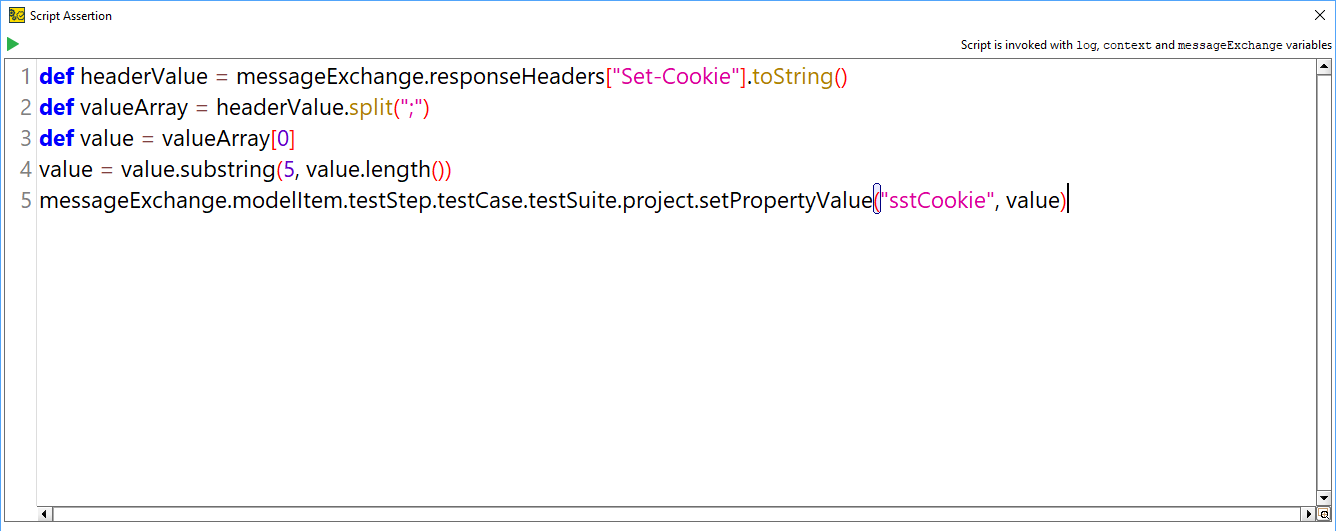 Script Assertion
Script is invoked with log, context and messageExchange variables
1 def headerValue = messageExchange.responseHeaders["Set-Cookie"].toString()
2 def valueArray = headerValue.split(";")
3 def value = valueArray[0]
4 value = value.substring(5, value.length())
5 messageExchange.modelItem.testStep.testCase.testSuite.project.setPropertyValue("sstCookie", value)